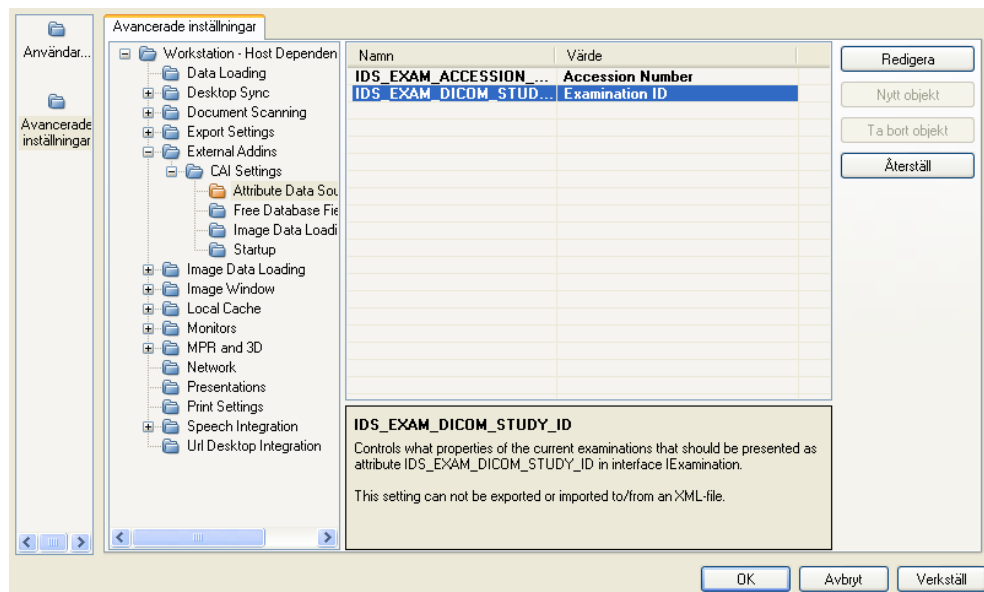 Användar...
Avancerade
inställningar
Avancerade inställningar
Workstation - Host Dependen
Data Loading
Desktop Sync
Document Scanning
Export Settings
External Addins
CAI Settings
Attribute Data Sou
Free Database Fie
Image Data Loadi
Startup
Image Data Loading
Image Window
Local Cache
Monitors
MPR and 3D
Network
Presentations
Print Settings
Speech Integration
Url Desktop Integration
Namn Värde
IDS_EXAM_ACCESSION_... Accession Number
IDS_EXAM_DICOM_STUD... Examination ID
IDS_EXAM_DICOM_STUDY_ID
Controls what properties of the current examinations that should be presented as
attribute IDS_EXAM_DICOM_STUDY_ID in interface IExamination.
This setting can not be exported or imported to/from an XML-file.
Redigera
Nytt objekt
Ta bort objekt
Återställ
OK Avbryt Verkställ